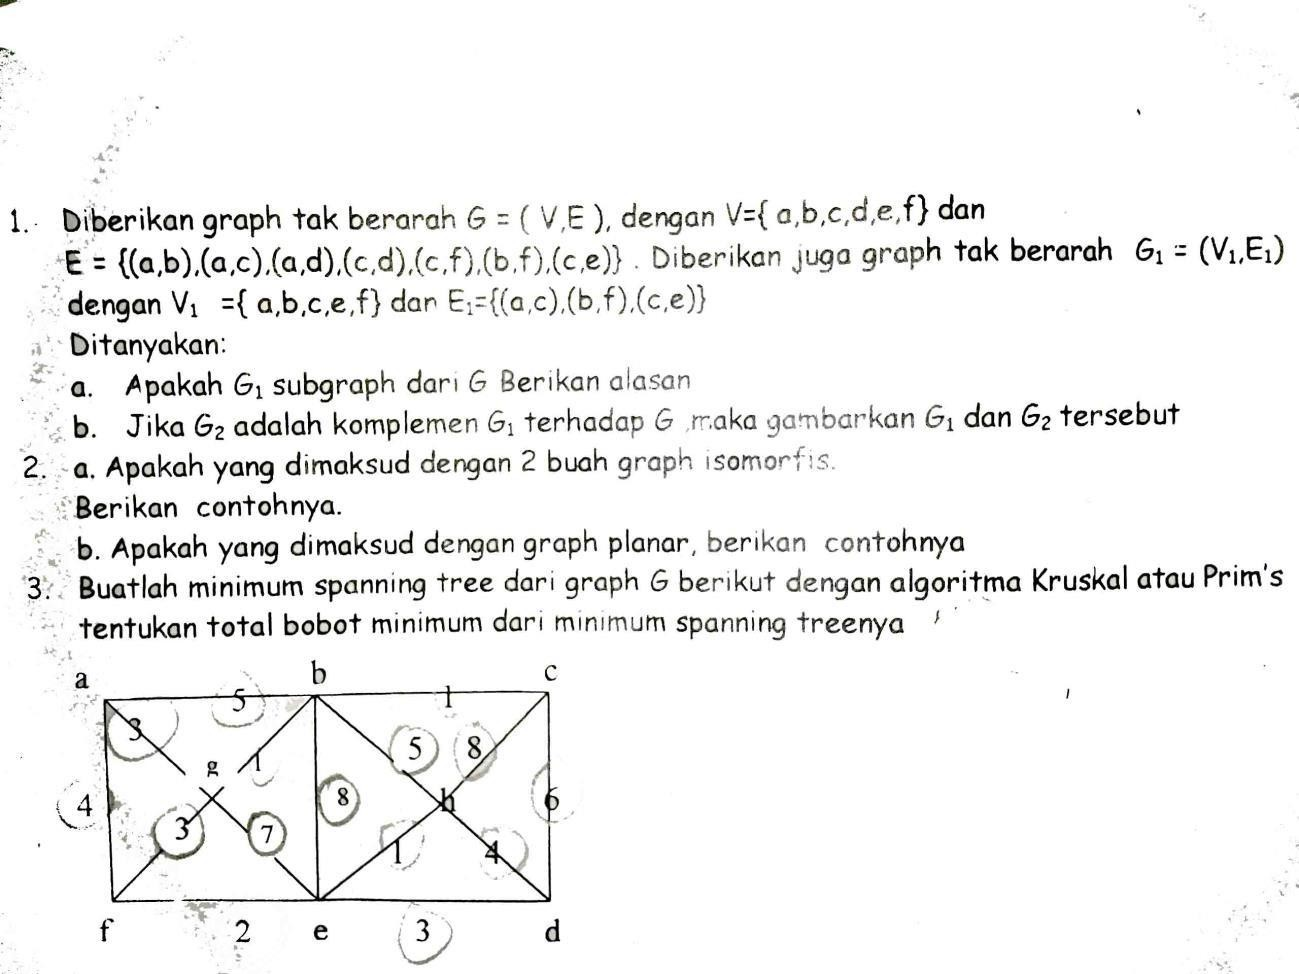 1. Diberikan graph tak berarah G = ( V,E ), dengan V={ a,b,c,d,e,f} dan
E = {(a,b),(a,c),(a,d),(c,d),(c,f),(b,f),(c,e)} . Diberikan juga graph tak berarah G₁ = (V₁,E₁)
dengan V₁ ={ a,b,c,e,f} dan E₁={(a,c),(b,f),(c,e)}
Ditanyakan:
a. Apakah G₁ subgraph dari G Berikan alasan
b. Jika G₂ adalah komplemen G₁ terhadap G ,maka gambarkan G₁ dan G₂ tersebut
2. a. Apakah yang dimaksud dengan 2 buah graph isomorfis.
Berikan contohnya.
b. Apakah yang dimaksud dengan graph planar, berikan contohnya
3. Buatlah minimum spanning tree dari graph G berikut dengan algoritma Kruskal atau Prim's
tentukan total bobot minimum dari minimum spanning treenya
a b c
5 1
3
5 8
g 1
4 8 h 6
3 7
1 4
f 2 e 3 d